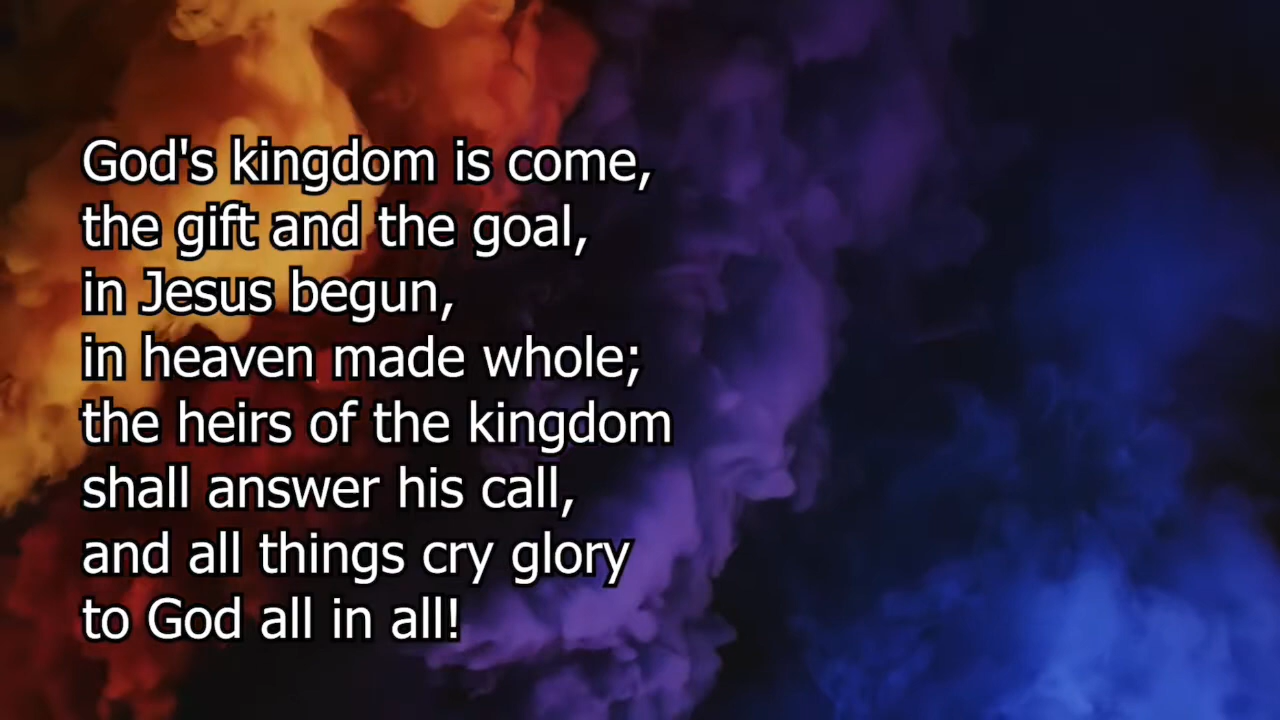 God's kingdom is come,
the gift and the goal,
in Jesus begun,
in heaven made whole;
the heirs of the kingdom
shall answer his call,
and all things cry glory
to God all in all!